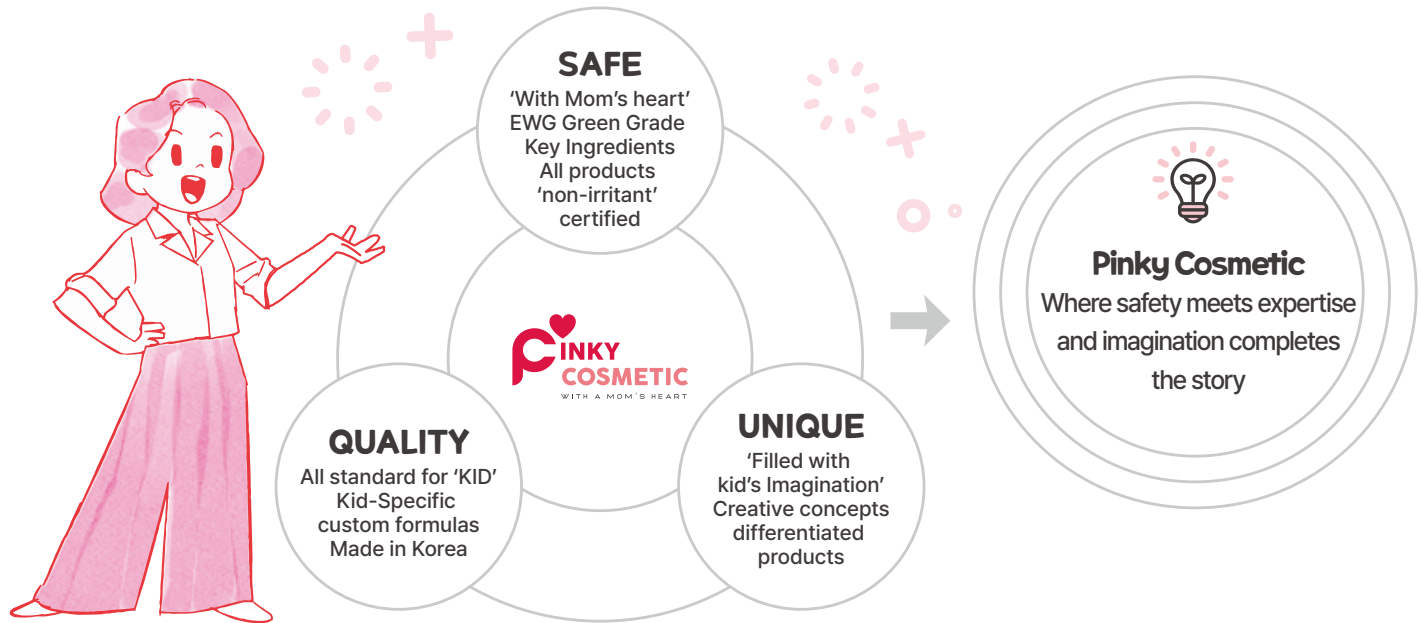 SAFE
‘With Mom’s heart’
EWG Green Grade
Key Ingredients
All products
‘non-irritant’
certified
PINKY
COSMETIC
WITH A MOM'S HEART
QUALITY
All standard for ‘KID’
Kid-Specific
custom formulas
Made in Korea
UNIQUE
‘Filled with
kid’s Imagination’
Creative concepts
differentiated
products
Pinky Cosmetic
Where safety meets expertise
and imagination completes
the story